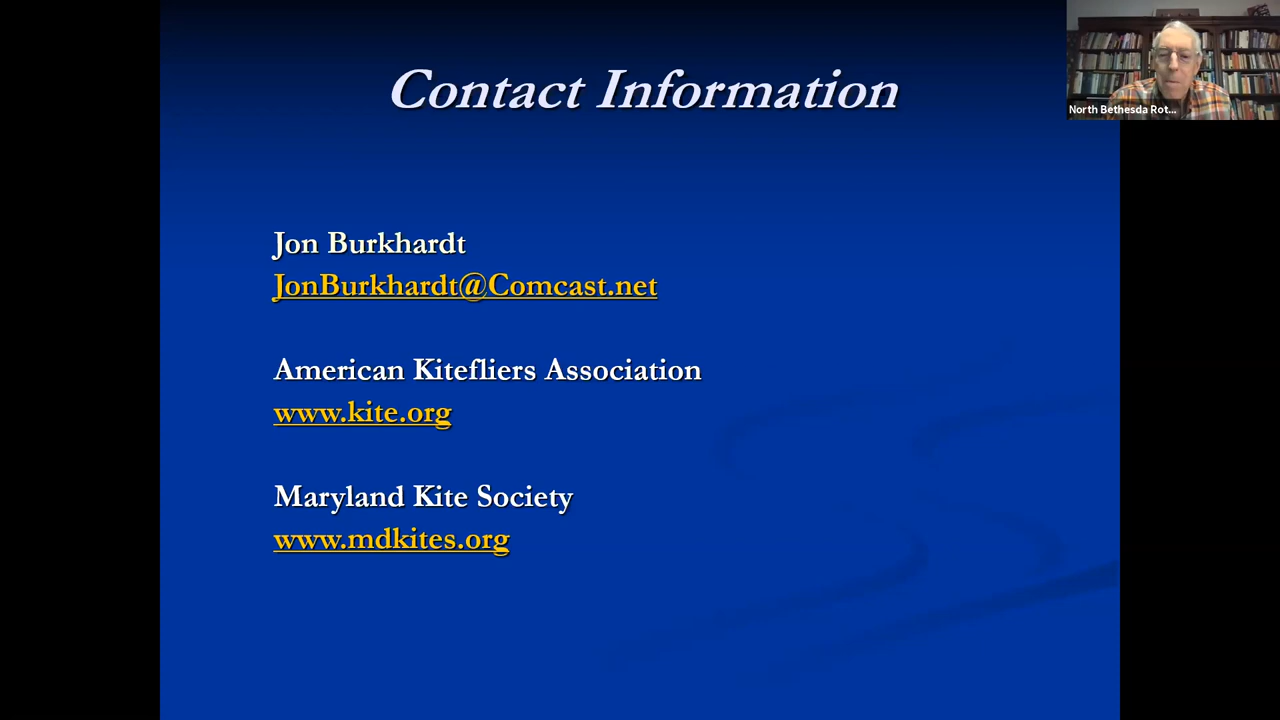 Contact Information
North Bethesda Rot...
Jon Burkhardt
JonBurkhardt@Comcast.net
American Kitefliers Association
www.kite.org
Maryland Kite Society
www.mdkites.org